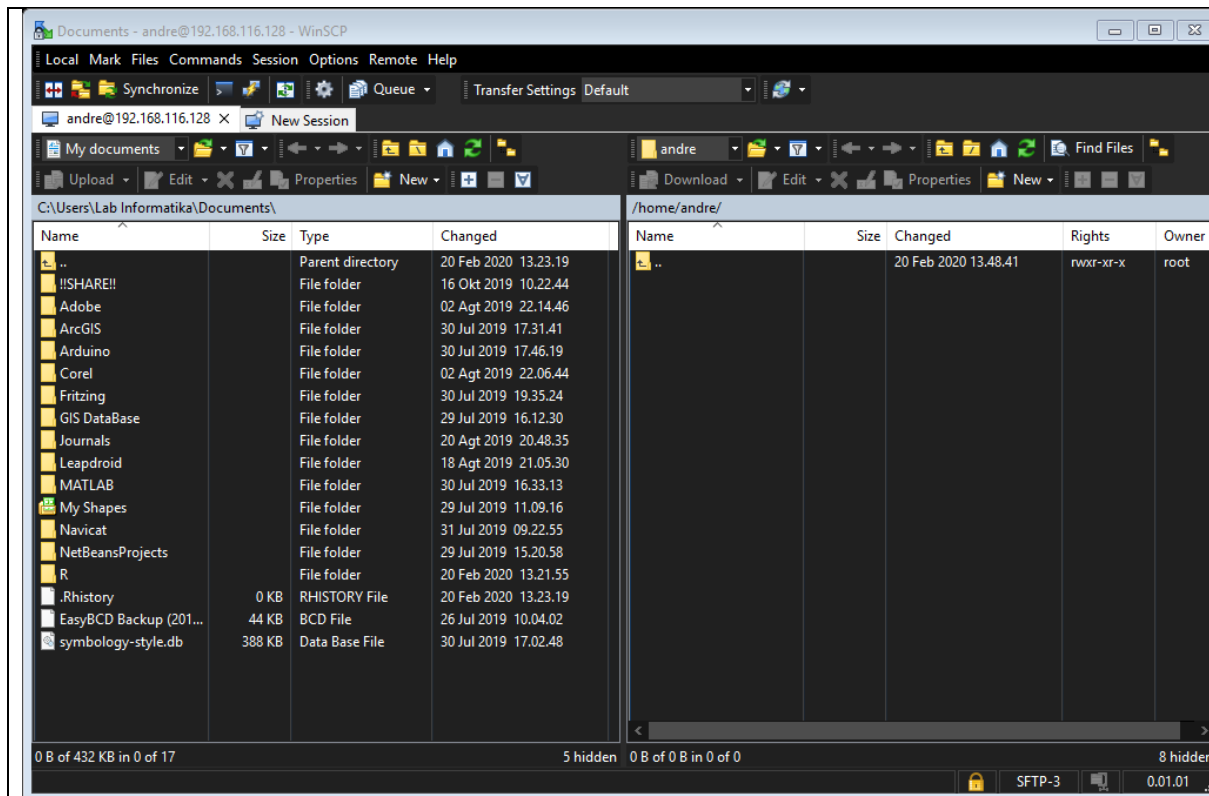 Documents - andre@192.168.116.128 - WinSCP
Local Mark Files Commands Session Options Remote Help
Synchronize Queue Transfer Settings Default
andre@192.168.116.128 New Session
My documents
Upload Edit Properties New
C:\Users\Lab Informatika\Documents\
Name Size Type Changed
.. Parent directory 20 Feb 2020 13.23.19
!!SHARE!! File folder 16 Okt 2019 10.22.44
Adobe File folder 02 Agt 2019 22.14.46
ArcGIS File folder 30 Jul 2019 17.31.41
Arduino File folder 30 Jul 2019 17.46.19
Corel File folder 02 Agt 2019 22.06.44
Fritzing File folder 30 Jul 2019 19.35.24
GIS DataBase File folder 29 Jul 2019 16.12.30
Journals File folder 20 Agt 2019 20.48.35
Leapdroid File folder 18 Agt 2019 21.05.30
MATLAB File folder 30 Jul 2019 16.33.13
My Shapes File folder 29 Jul 2019 11.09.16
Navicat File folder 31 Jul 2019 09.22.55
NetBeansProjects File folder 29 Jul 2019 15.20.58
R File folder 20 Feb 2020 13.21.55
.Rhistory 0 KB RHISTORY File 20 Feb 2020 13.23.19
EasyBCD Backup (201... 44 KB BCD File 26 Jul 2019 10.04.02
symbology-style.db 388 KB Data Base File 30 Jul 2019 17.02.48
0 B of 432 KB in 0 of 17 5 hidden
andre Find Files
Download Edit Properties New
/home/andre/
Name Size Changed Rights Owner
.. 20 Feb 2020 13.48.41 rwxr-xr-x root
0 B of 0 B in 0 of 0 8 hidden
SFTP-3 0.01.01